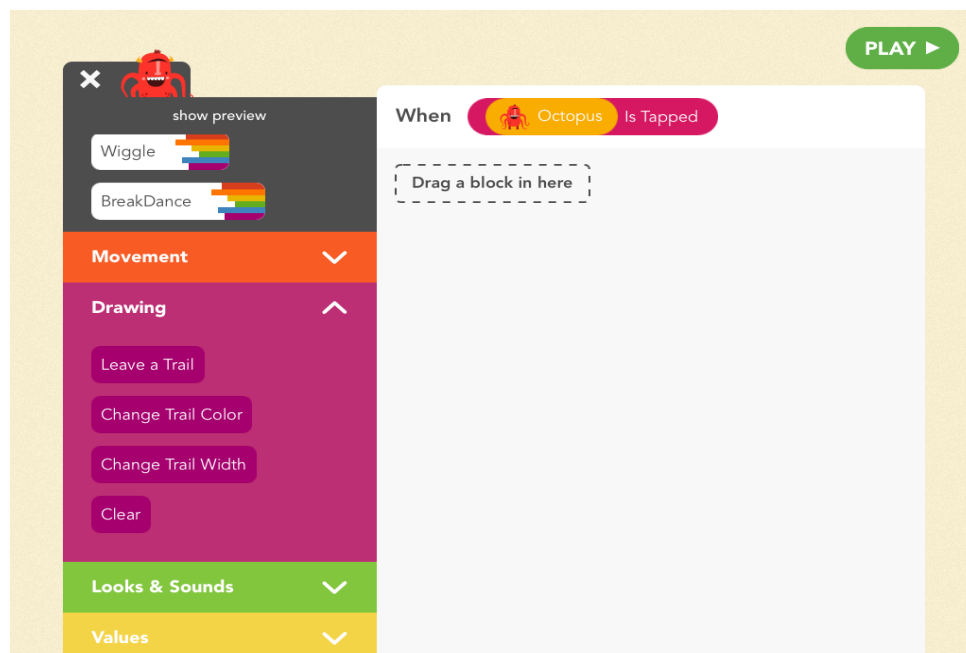 PLAY
show preview
When Octopus Is Tapped
Wiggle
Drag a block in here
BreakDance
Movement
Drawing
Leave a Trail
Change Trail Color
Change Trail Width
Clear
Looks & Sounds
Values